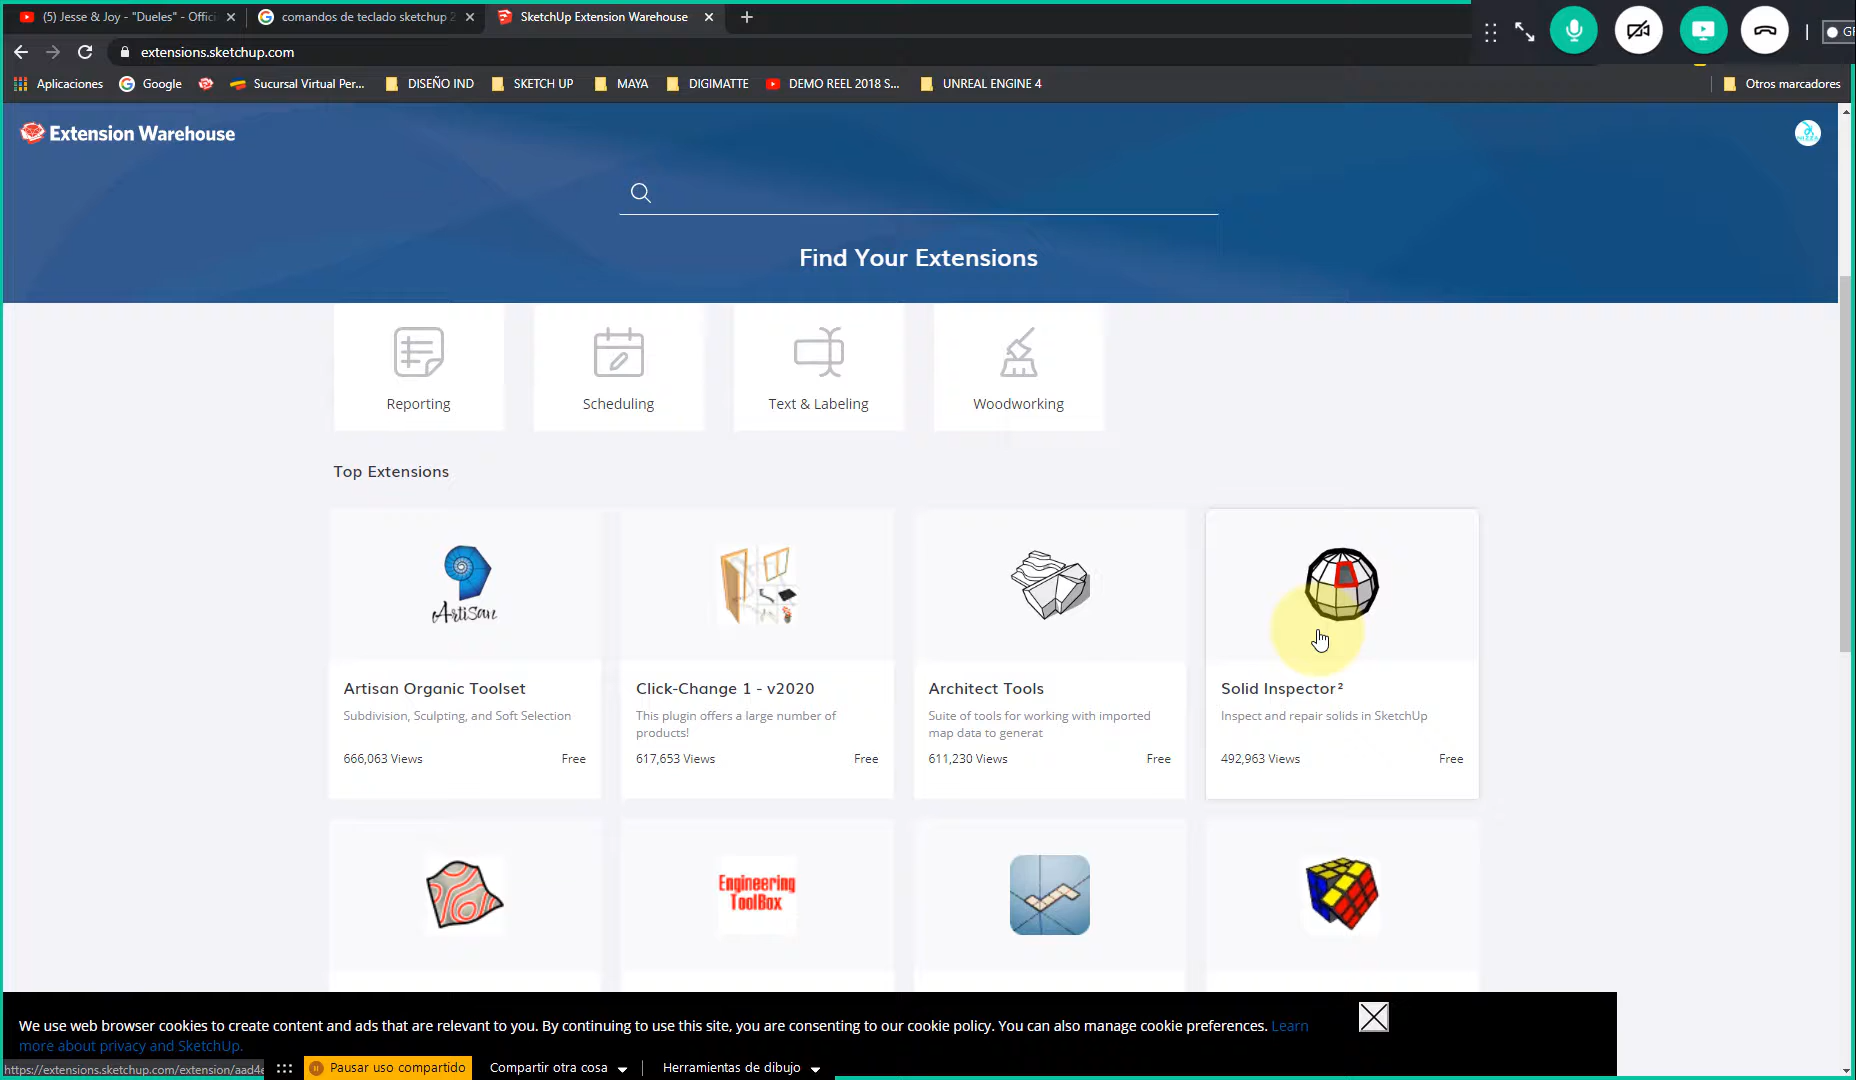 (5) Jesse & Joy - "Dueles" - Offici
comandos de teclado sketchup 2
SketchUp Extension Warehouse
extensions.sketchup.com
Aplicaciones
Google
Sucursal Virtual Per...
DISEÑO IND
SKETCH UP
MAYA
DIGIMATTE
DEMO REEL 2018 S...
UNREAL ENGINE 4
Otros marcadores
Extension Warehouse
Find Your Extensions
Reporting
Scheduling
Text & Labeling
Woodworking
Top Extensions
Artisan
Artisan Organic Toolset
Subdivision, Sculpting, and Soft Selection
666,063 Views
Free
Click-Change 1 - v2020
This plugin offers a large number of
products!
617,653 Views
Free
Architect Tools
Suite of tools for working with imported
map data to generat
611,230 Views
Free
Solid Inspector²
Inspect and repair solids in SketchUp
492,963 Views
Free
Engineering
ToolBox
We use web browser cookies to create content and ads that are relevant to you. By continuing to use this site, you are consenting to our cookie policy. You can also manage cookie preferences. Learn
more about privacy and SketchUp.
https://extensions.sketchup.com/extension/aad4e
Pausar uso compartido
Compartir otra cosa
Herramientas de dibujo